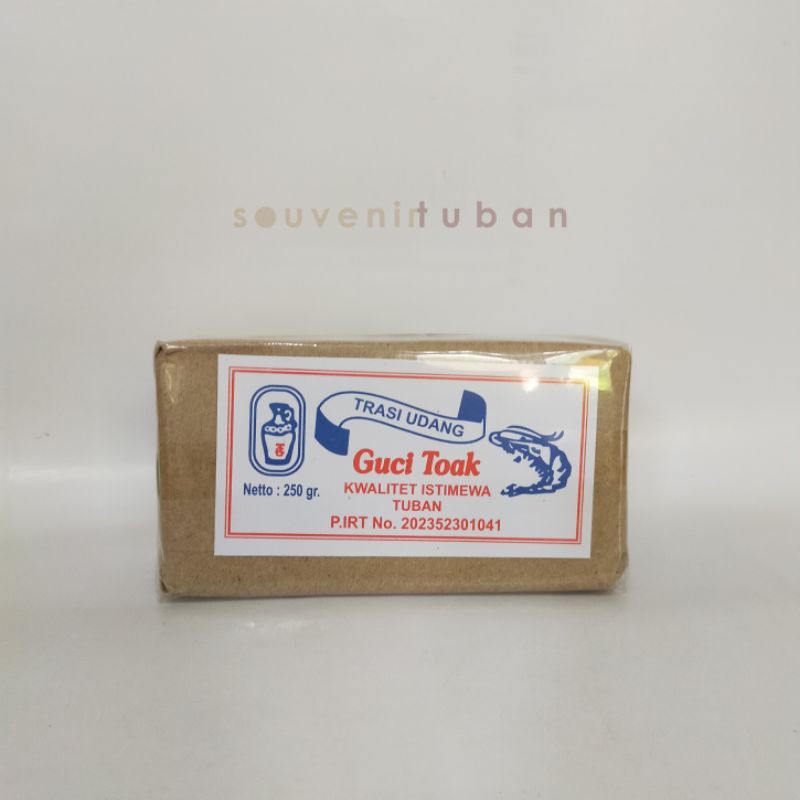 souvenirtuban
TRASI UDANG
Guci Toak
Netto : 250 gr.
KWALITET ISTIMEWA
TUBAN
P.IRT No. 202352301041